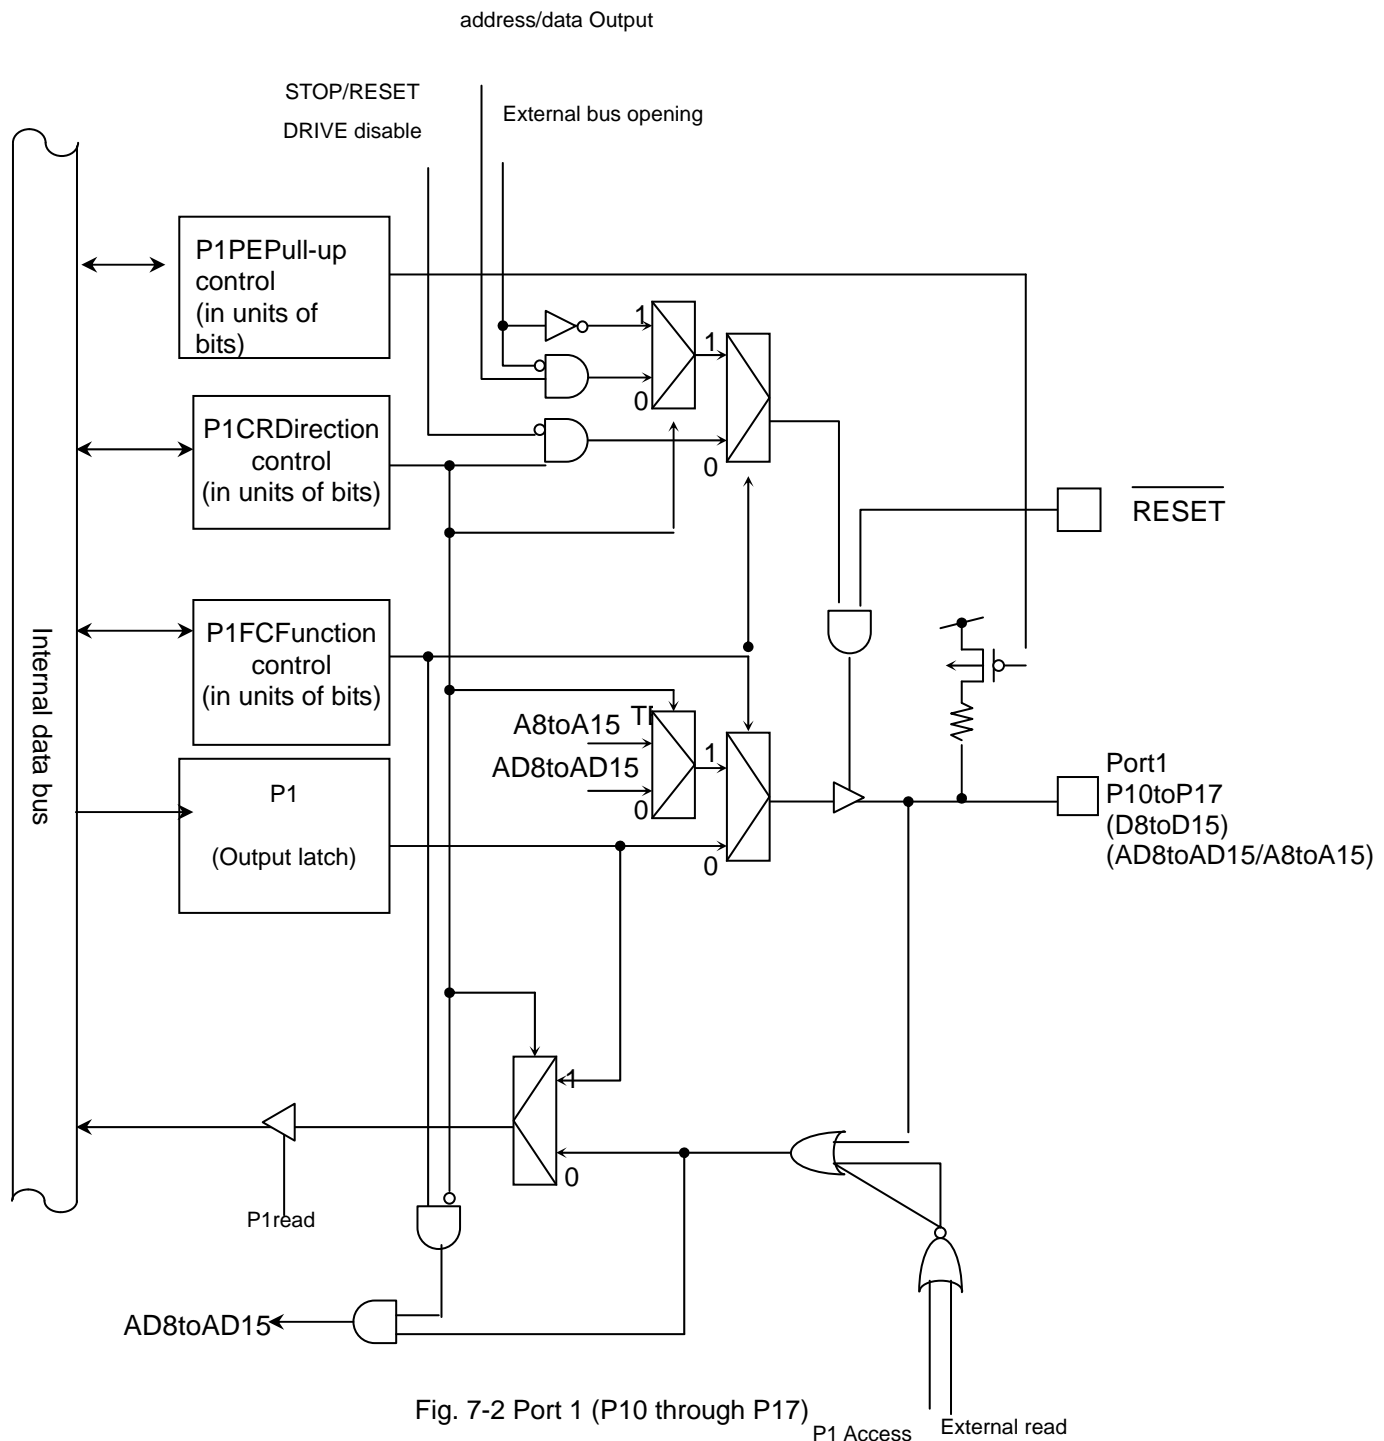 address/data Output
STOP/RESET
DRIVE disable
External bus opening
P1PEPull-up
control
(in units of
bits)
1
1
0
0
P1CRDirection
control
(in units of bits)
RESET
P1FCFunction
control
(in units of bits)
Internal data bus
A8toA15
AD8toAD15
1
0
0
P1
(Output latch)
Port1
P10toP17
(D8toD15)
(AD8toAD15/A8toA15)
1
0
P1read
AD8toAD15
Fig. 7-2 Port 1 (P10 through P17)
P1 Access
External read